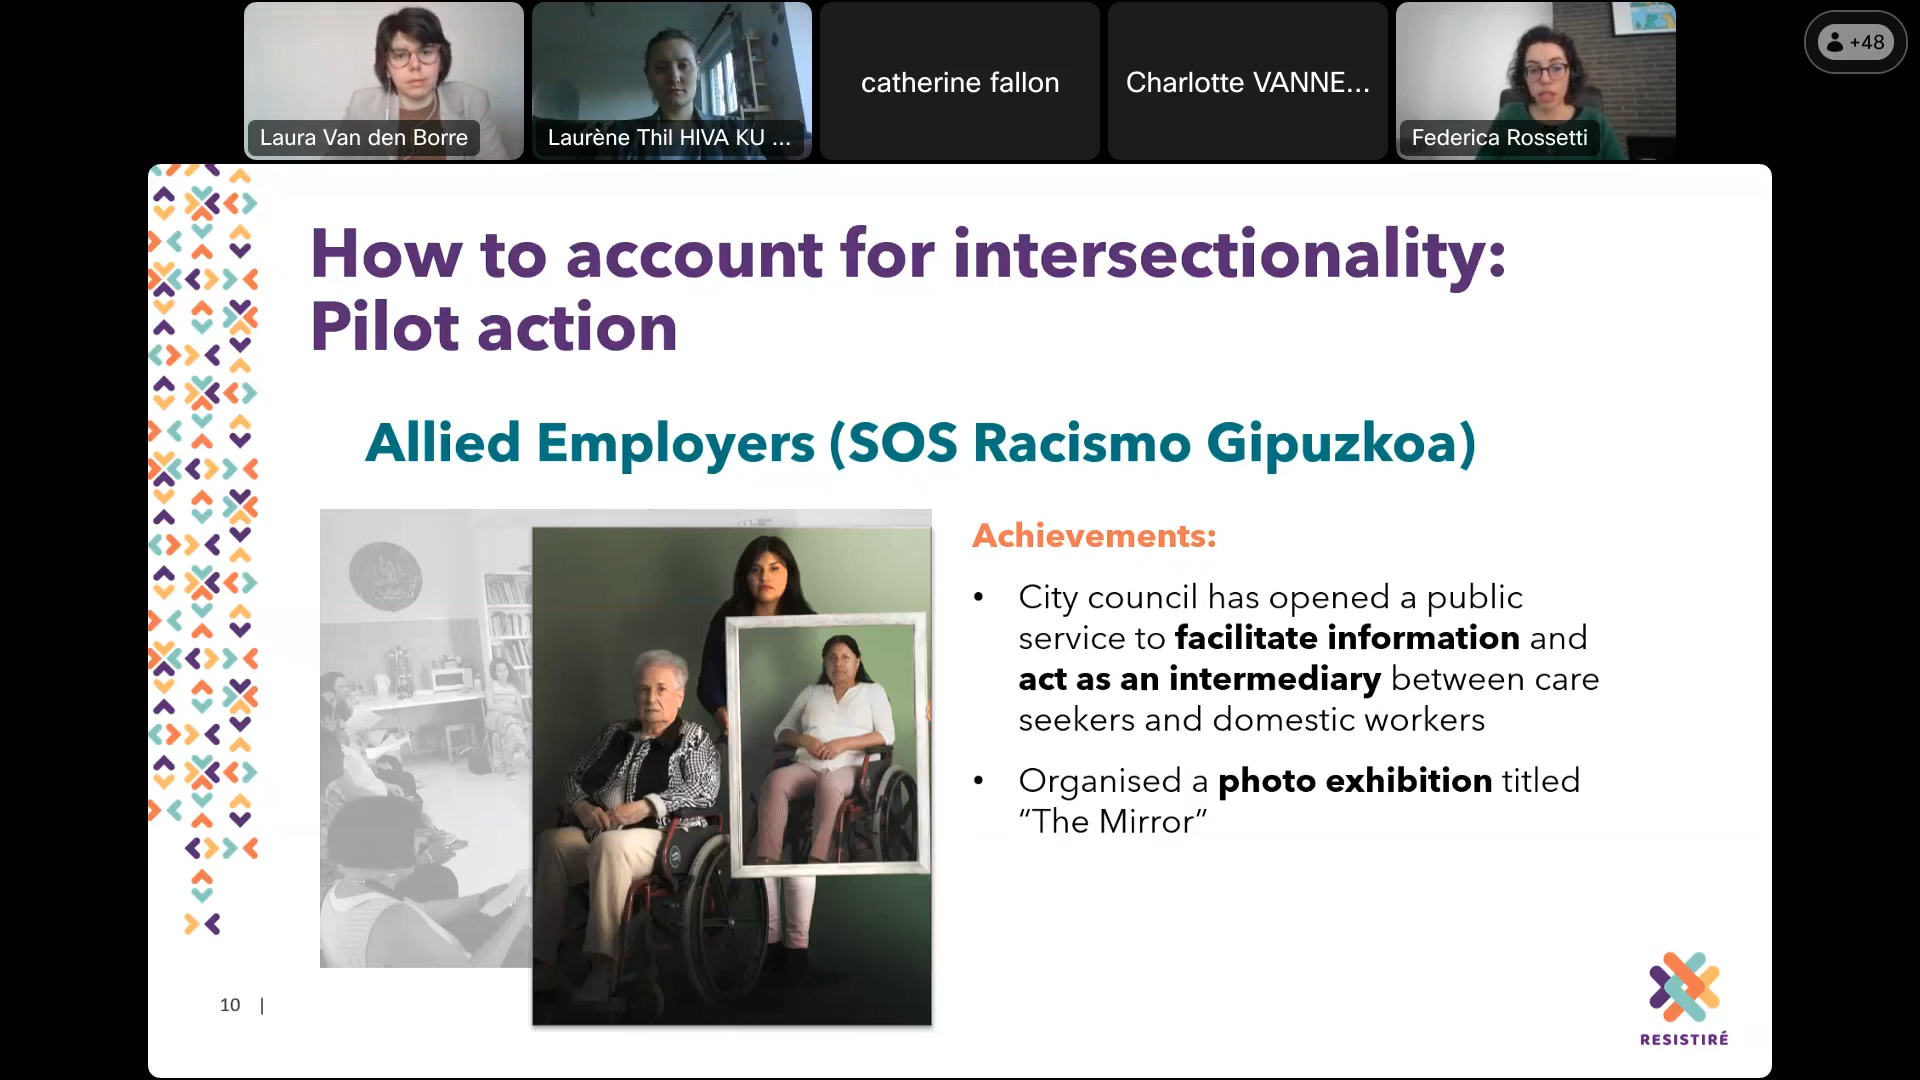 Laura Van den Borre
Laurène Thil HIVA KU ...
catherine fallon
Charlotte VANNE...
Federica Rossetti
+48
How to account for intersectionality:
Pilot action
Allied Employers (SOS Racismo Gipuzkoa)
Achievements:
• City council has opened a public
service to facilitate information and
act as an intermediary between care
seekers and domestic workers
• Organised a photo exhibition titled
“The Mirror”
10 |
RESISTIRÉ